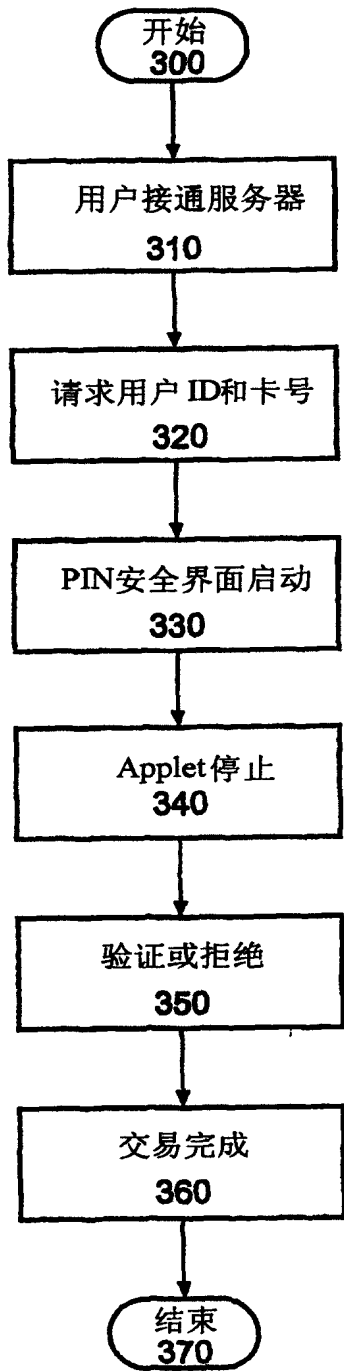 开始
300
用户接通服务器
310
请求用户 ID和卡号
320
PIN安全界面启动
330
Applet停止
340
验证或拒绝
350
交易完成
360
结束
370